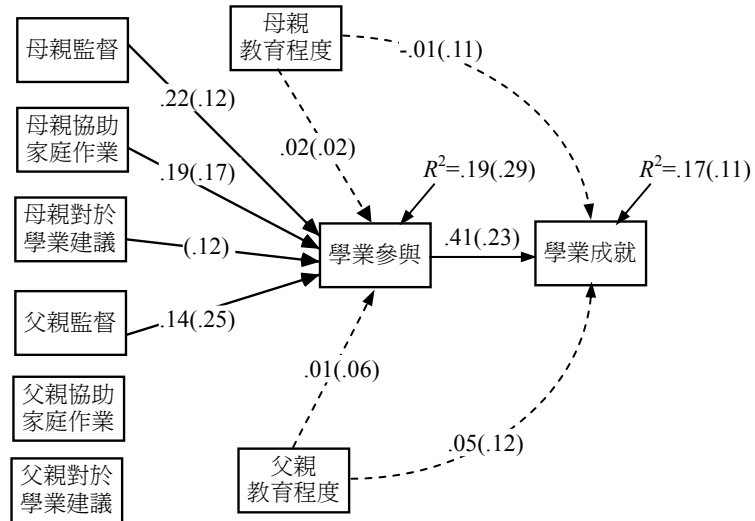 母親監督
母親協助
家庭作業
母親對於
學業建議
父親監督
父親協助
家庭作業
父親對於
學業建議
母親
教育程度
-.01(.11)
.22(.12)
.02(.02)
.19(.17)
R²=.19(.29)
R²=.17(.11)
(.12)
學業參與
.41(.23)
學業成就
.14(.25)
.01(.06)
.05(.12)
父親
教育程度